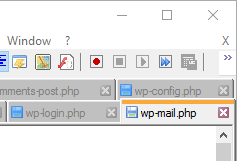 Window ? X
mments-post.php wp-config.php
wp-login.php wp-mail.php